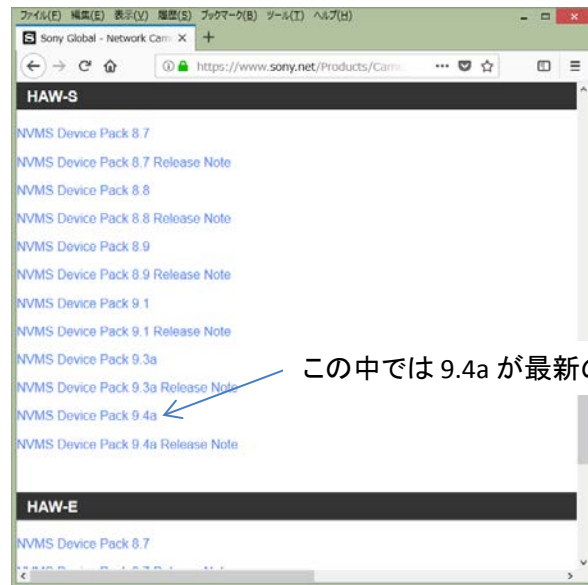 ファイル(F) 編集(E) 表示(V) 履歴(S) ブックマーク(B) ツール(T) ヘルプ(H)
Sony Global - Network Cam
https://www.sony.net/Products/Came
HAW-S
NVMS Device Pack 8.7
NVMS Device Pack 8.7 Release Note
NVMS Device Pack 8.8
NVMS Device Pack 8.8 Release Note
NVMS Device Pack 8.9
NVMS Device Pack 8.9 Release Note
NVMS Device Pack 9.1
NVMS Device Pack 9.1 Release Note
NVMS Device Pack 9.3a
この中では 9.4a が最新の
NVMS Device Pack 9.3a Release Note
NVMS Device Pack 9.4a
NVMS Device Pack 9.4a Release Note
HAW-E
NVMS Device Pack 8.7